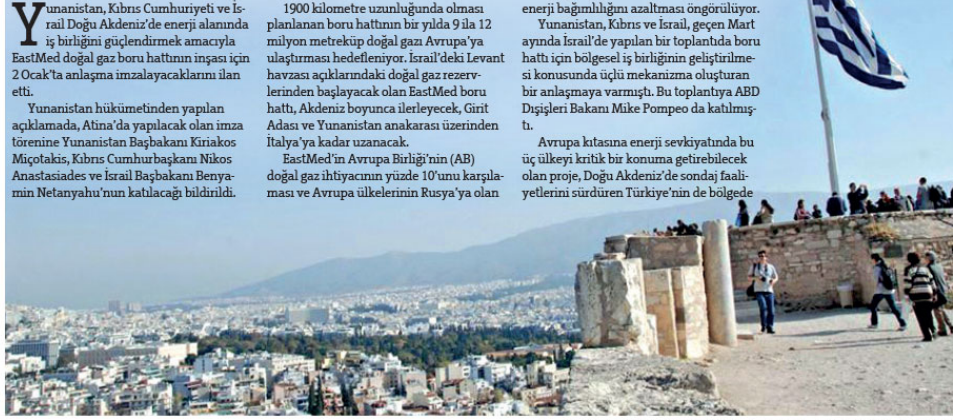 Yunanistan, Kıbrıs Cumhuriyeti ve İs-
rail Doğu Akdeniz’de enerji alanında
iş birliğini güçlendirmek amacıyla
EastMed doğal gaz boru hattının inşası için
2 Ocak’ta anlaşma imzalayacaklarını ilan
etti.
Yunanistan hükümetinden yapılan
açıklamada, Atina’da yapılacak olan imza
törenine Yunanistan Başbakanı Kiriakos
Miçotakis, Kıbrıs Cumhurbaşkanı Nikos
Anastasiades ve İsrail Başbakanı Benya-
min Netanyahu’nun katılacağı bildirildi.
1900 kilometre uzunluğunda olması
planlanan boru hattının bir yılda 9 ila 12
milyon metreküp doğal gazı Avrupa’ya
ulaştırması hedefleniyor. İsrail’deki Levant
havzası açıklarındaki doğal gaz rezerv-
lerinden başlayacak olan EastMed boru
hattı, Akdeniz boyunca ilerleyecek, Girit
Adası ve Yunanistan anakarası üzerinden
İtalya’ya kadar uzanacak.
EastMed’in Avrupa Birliği’nin (AB)
doğal gaz ihtiyacının yüzde 10’unu karşıla-
ması ve Avrupa ülkelerinin Rusya’ya olan
enerji bağımlılığını azaltması öngörülüyor.
Yunanistan, Kıbrıs ve İsrail, geçen Mart
ayında İsrail’de yapılan bir toplantıda boru
hattı için bölgesel iş birliğinin geliştirilme-
si konusunda üçlü mekanizma oluşturan
bir anlaşmaya varmıştı. Bu toplantıya ABD
Dışişleri Bakanı Mike Pompeo da katılmış-
tı.
Avrupa kıtasına enerji sevkiyatında bu
üç ülkeyi kritik bir konuma getirebilecek
olan proje, Doğu Akdeniz’de sondaj faali-
yetlerini sürdüren Türkiye’nin de bölgede